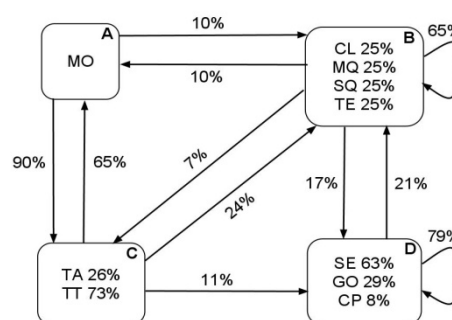 10%
A
MO
B
CL 25%
MQ 25%
SQ 25%
TE 25%
65%
10%
90%
65%
7%
24%
17%
21%
C
TA 26%
TT 73%
11%
D
SE 63%
GO 29%
CP 8%
79%